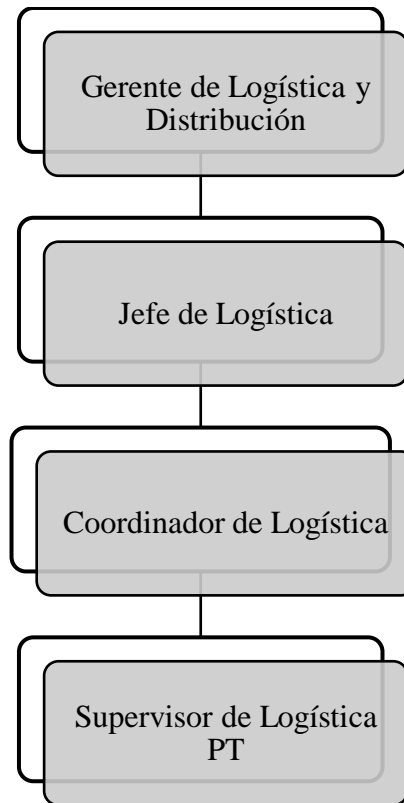 Gerente de Logística y
Distribución
Jefe de Logística
Coordinador de Logística
Supervisor de Logística
PT